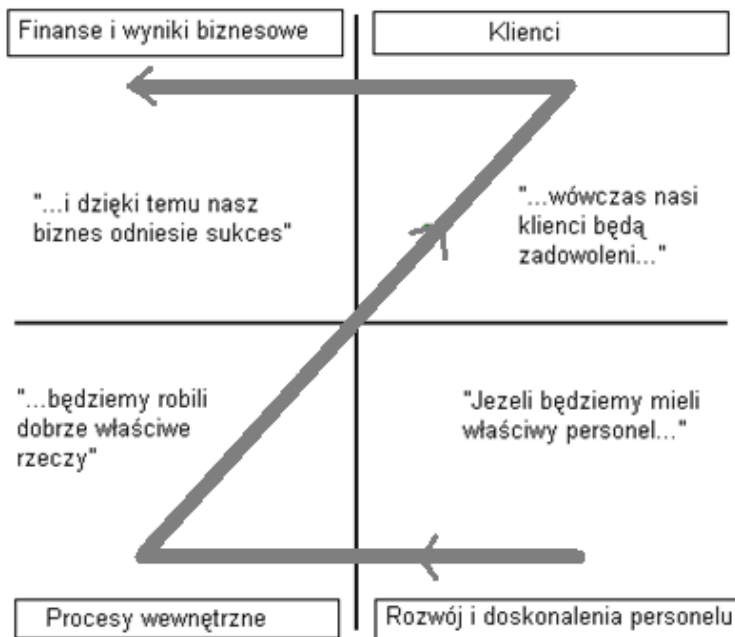 Finanse i wyniki biznesowe
Klienci
"...i dzięki temu nasz
biznes odniesie sukces"
"...wówczas nasi
klienci będą
zadowoleni..."
"...będziemy robili
dobrze właściwe
rzeczy"
"Jezeli będziemy mieli
właściwy personel..."
Procesy wewnętrzne
Rozwój i doskonalenia personelu